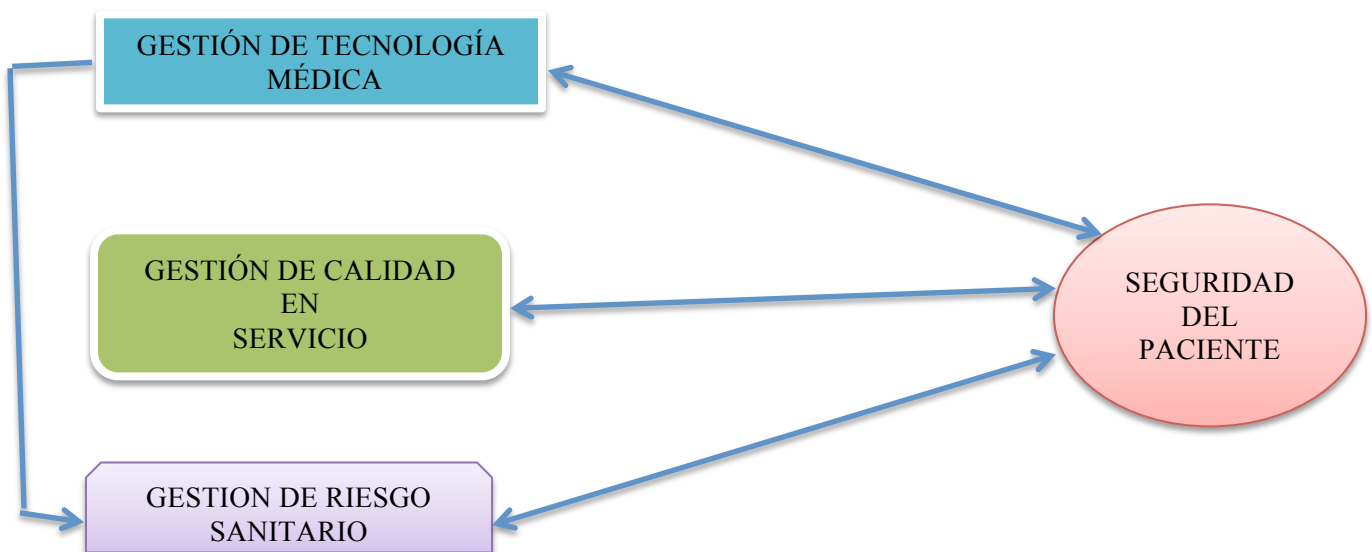 GESTIÓN DE TECNOLOGÍA
MÉDICA
GESTIÓN DE CALIDAD
EN
SERVICIO
SEGURIDAD
DEL
PACIENTE
GESTION DE RIESGO
SANITARIO